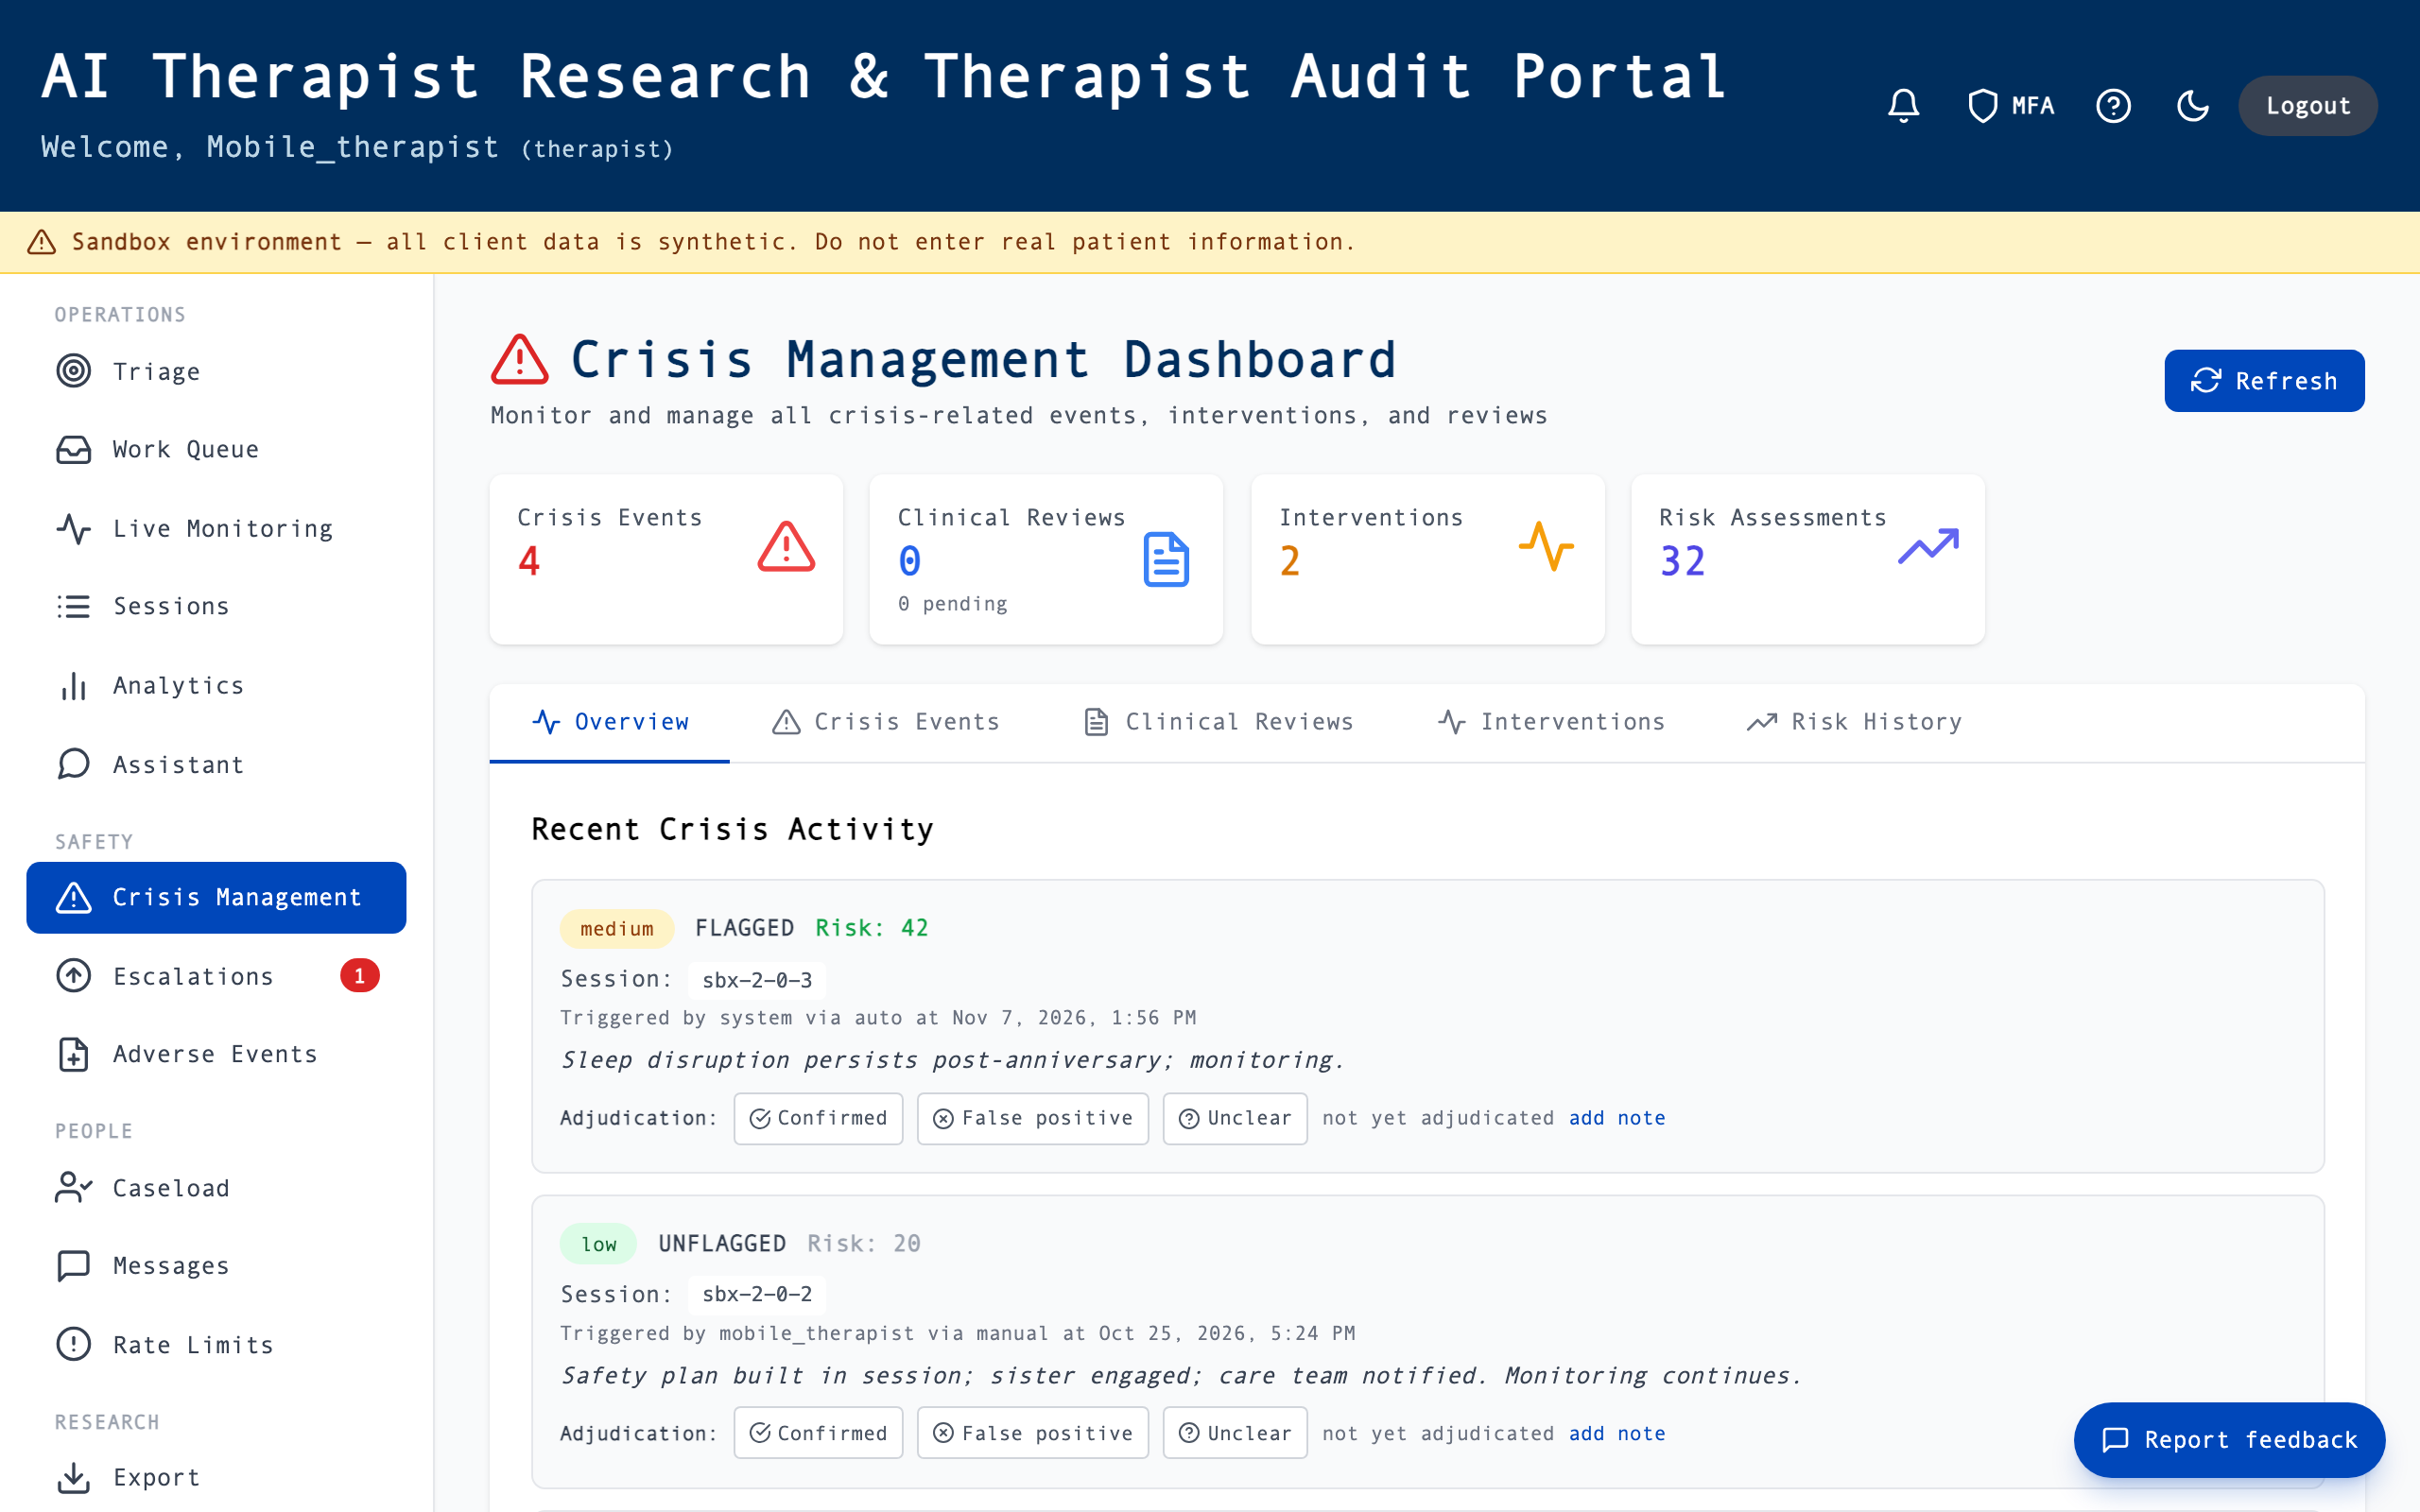 AI Therapist Research & Therapist Audit Portal
Welcome, Mobile_therapist (therapist)
MFA
Logout
Sandbox environment — all client data is synthetic. Do not enter real patient information.
OPERATIONS
Triage
Work Queue
Live Monitoring
Sessions
Analytics
Assistant
SAFETY
Crisis Management
Escalations 1
Adverse Events
PEOPLE
Caseload
Messages
Rate Limits
RESEARCH
Export
Crisis Management Dashboard
Monitor and manage all crisis-related events, interventions, and reviews
Refresh
Crisis Events
4
Clinical Reviews
0
0 pending
Interventions
2
Risk Assessments
32
Overview
Crisis Events
Clinical Reviews
Interventions
Risk History
Recent Crisis Activity
medium FLAGGED Risk: 42
Session: sbx-2-0-3
Triggered by system via auto at Nov 7, 2026, 1:56 PM
Sleep disruption persists post-anniversary; monitoring.
Adjudication: Confirmed False positive Unclear not yet adjudicated add note
low UNFLAGGED Risk: 20
Session: sbx-2-0-2
Triggered by mobile_therapist via manual at Oct 25, 2026, 5:24 PM
Safety plan built in session; sister engaged; care team notified. Monitoring continues.
Adjudication: Confirmed False positive Unclear not yet adjudicated add note
Report feedback